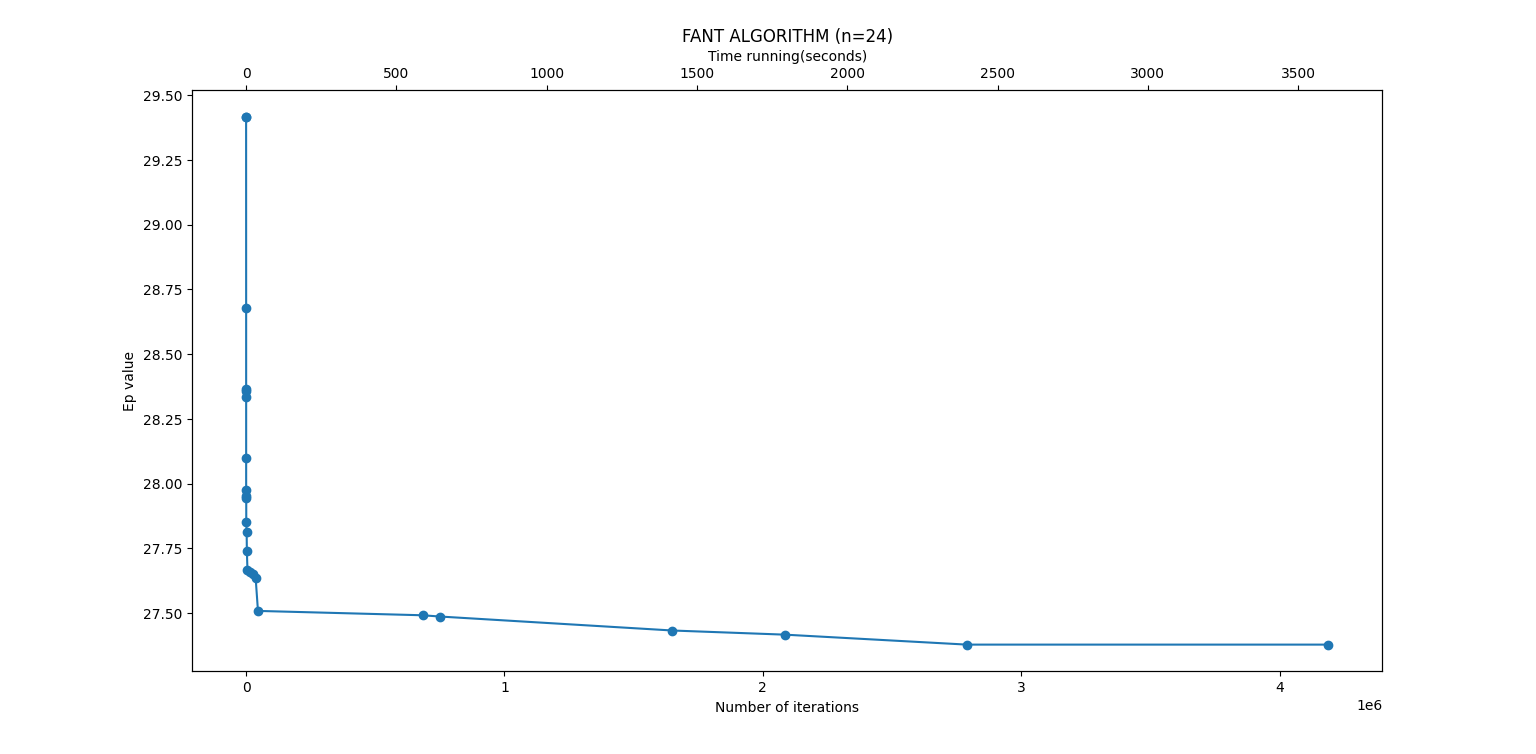 FANT ALGORITHM (n=24)
Time running(seconds)
0 500 1000 1500 2000 2500 3000 3500
29.50
29.25
29.00
28.75
28.50
28.25
28.00
27.75
27.50
Ep value
0 1 2 3 4
Number of iterations
1e6